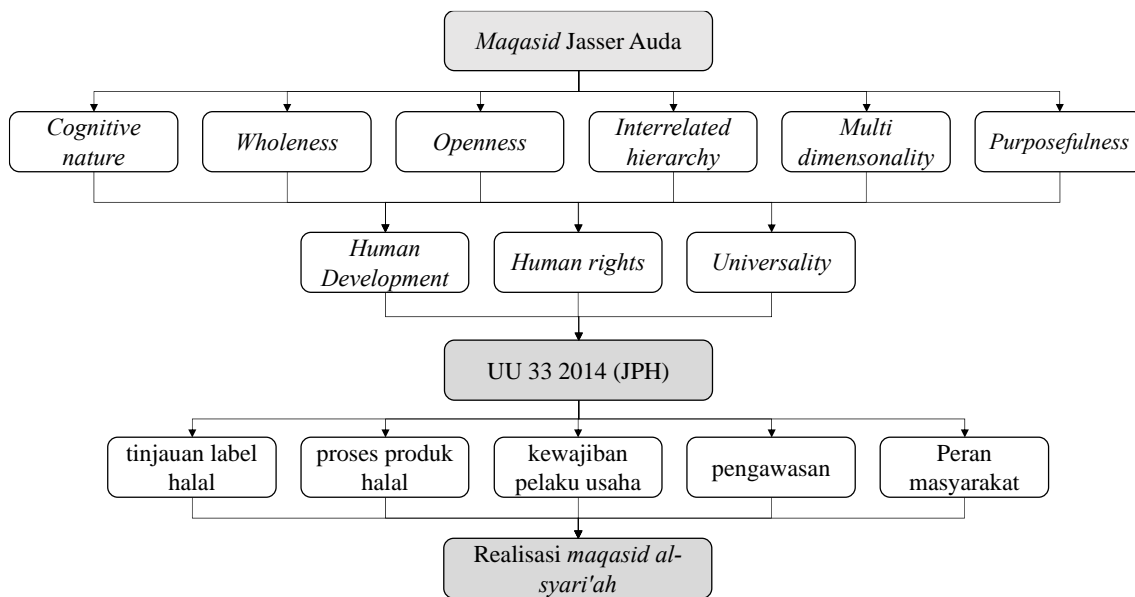 Maqasid Jasser Auda
Cognitive
nature
Wholeness
Openness
Interrelated
hierarchy
Multi
dimensonality
Purposefulness
Human
Development
Human rights
Universality
UU 33 2014 (JPH)
tinjauan label
halal
proses produk
halal
kewajiban
pelaku usaha
pengawasan
Peran
masyarakat
Realisasi maqasid al-
syari'ah